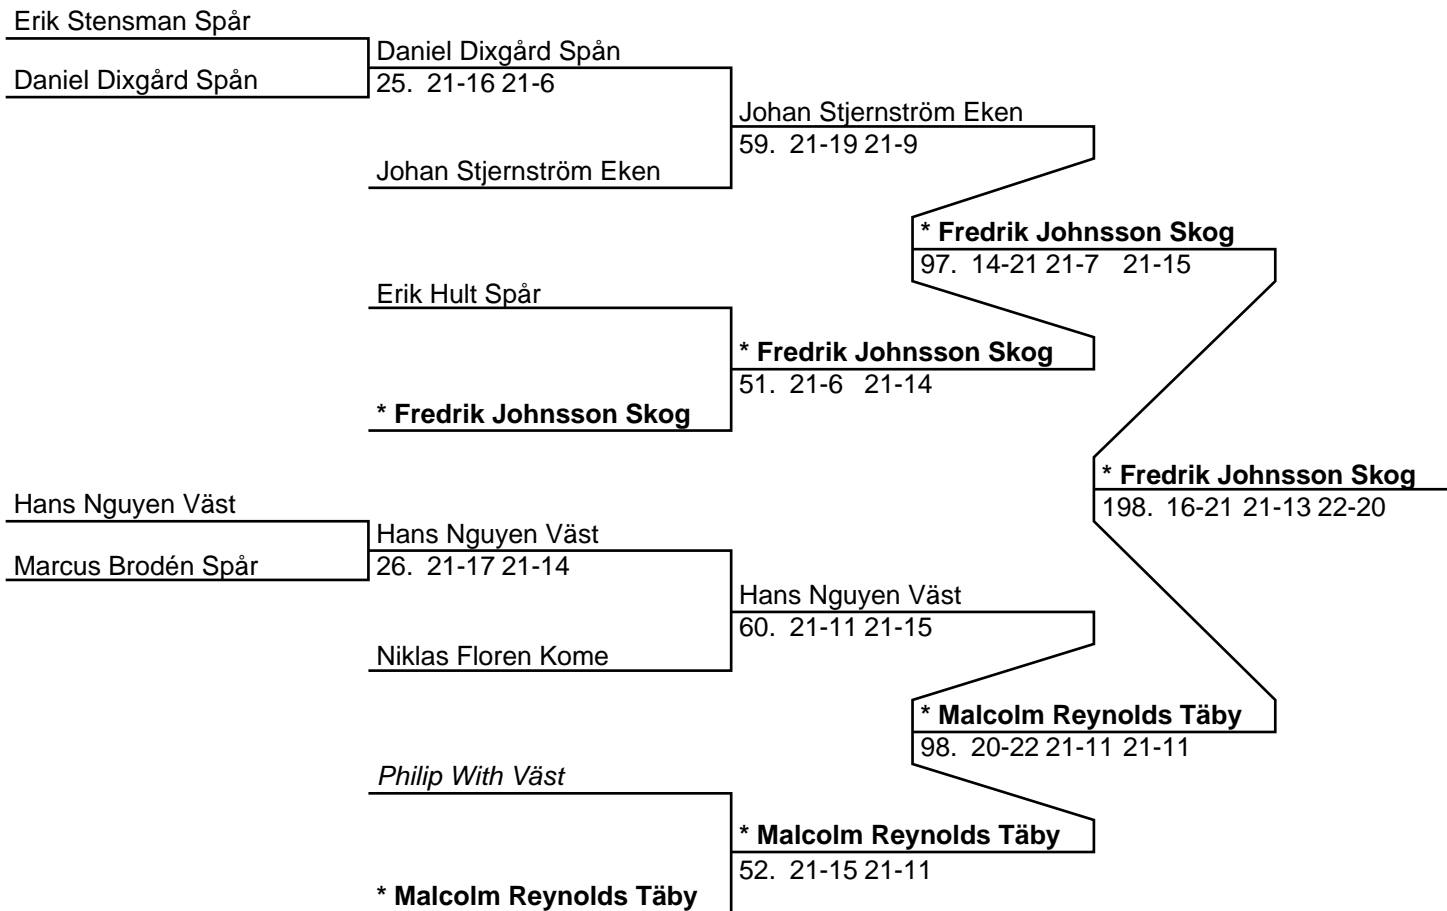 Erik Stensman Spår
Daniel Dixgård Spån
Daniel Dixgård Spån
25. 21-16 21-6
Johan Stjernström Eken
59. 21-19 21-9
Johan Stjernström Eken
* Fredrik Johnsson Skog
97. 14-21 21-7 21-15
Erik Hult Spår
* Fredrik Johnsson Skog
51. 21-6 21-14
* Fredrik Johnsson Skog
* Fredrik Johnsson Skog
198. 16-21 21-13 22-20
Hans Nguyen Väst
Hans Nguyen Väst
Marcus Brodén Spår
26. 21-17 21-14
Hans Nguyen Väst
60. 21-11 21-15
Niklas Floren Kome
* Malcolm Reynolds Täby
98. 20-22 21-11 21-11
Philip With Väst
* Malcolm Reynolds Täby
52. 21-15 21-11
* Malcolm Reynolds Täby